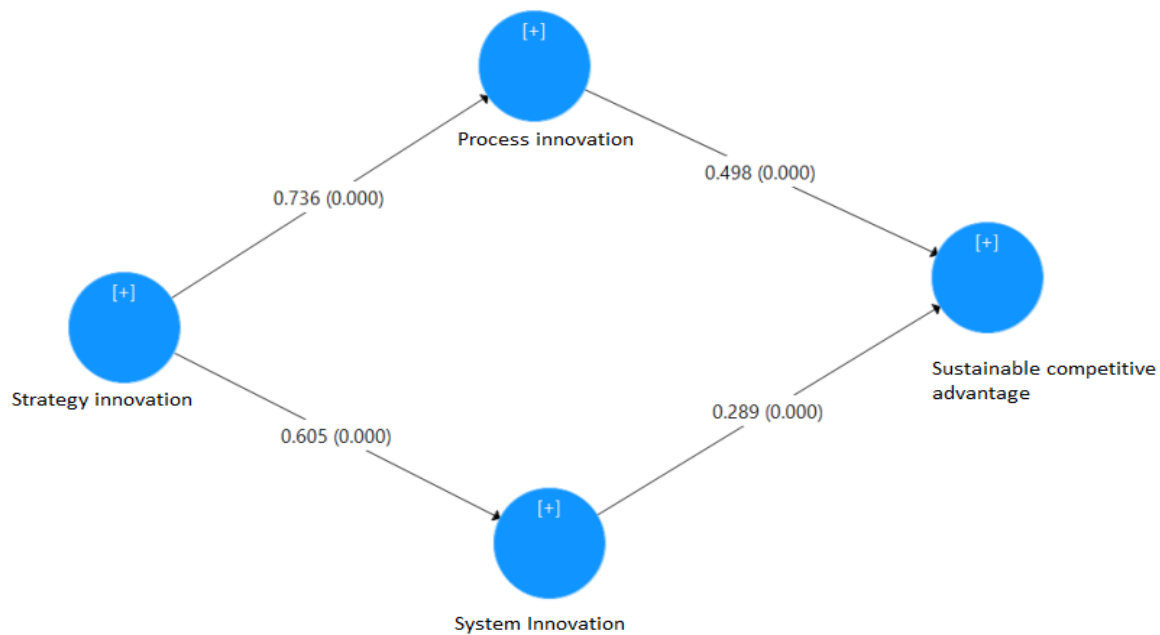 [+]
Process innovation
0.498 (0.000)
0.736 (0.000)
[+]
[+]
Sustainable competitive
advantage
Strategy innovation
0.289 (0.000)
0.605 (0.000)
[+]
System Innovation